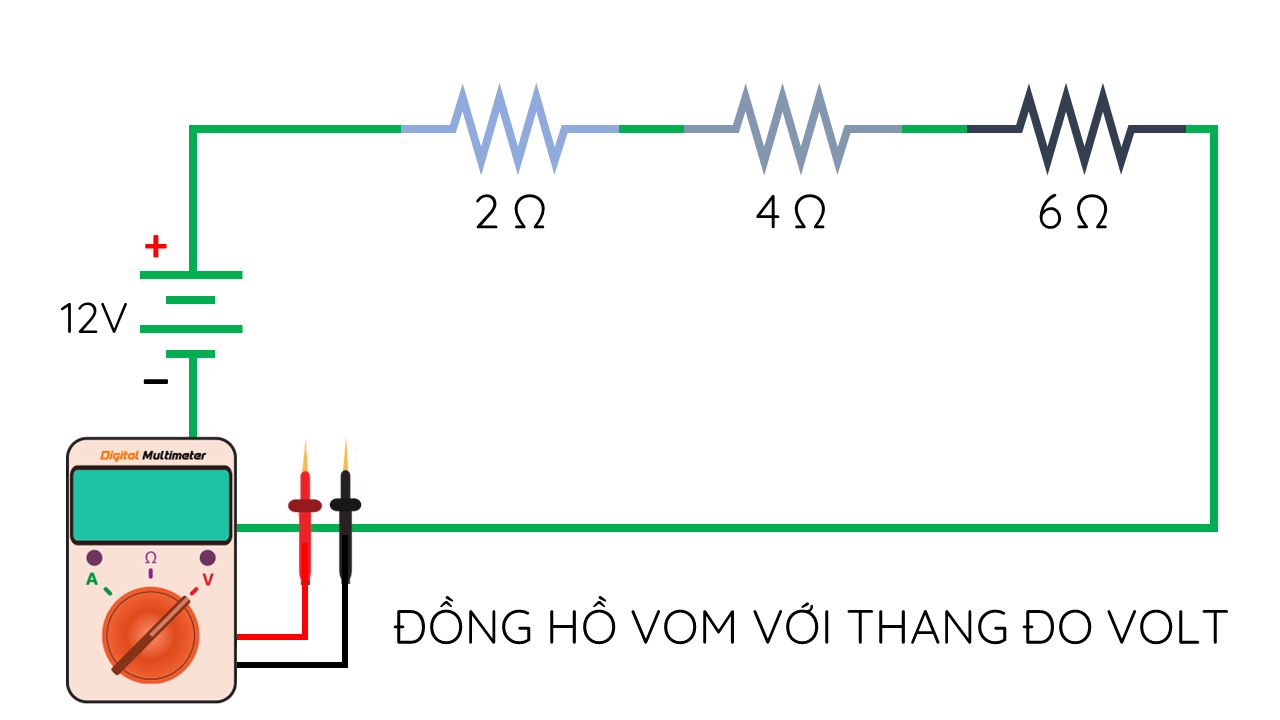 2 Ω
4 Ω
6 Ω
+
12V
−
Digital Multimeter
Ω
A
V
ĐỒNG HỒ VOM VỚI THANG ĐO VOLT